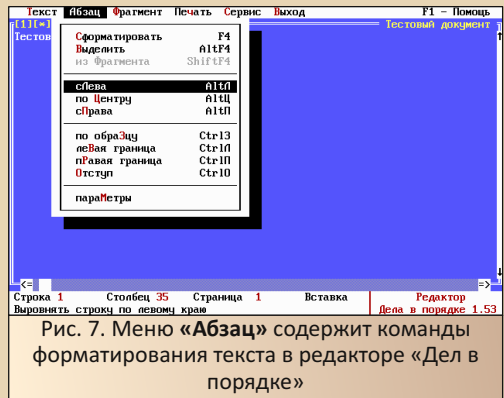 Текст Абзац Фрагмент Печать Сервис Выход F1 - Помощь
[1][*] Тестовый документ
Тестов
Сформатировать F4
Выделить AltF4
из Фрагмента ShiftF4
сЛева AltЛ
по Центру AltЦ
сПрава AltП
по обраЗцу CtrlЗ
леВая граница CtrlЛ
пРавая граница CtrlП
Отступ CtrlО
параМетры
<= =>
Строка 1 Столбец 35 Страница 1 Вставка Редактор
Выровнять строку по левому краю Дела в порядке 1.53
Рис. 7. Меню «Абзац» содержит команды
форматирования текста в редакторе «Дел в
порядке»